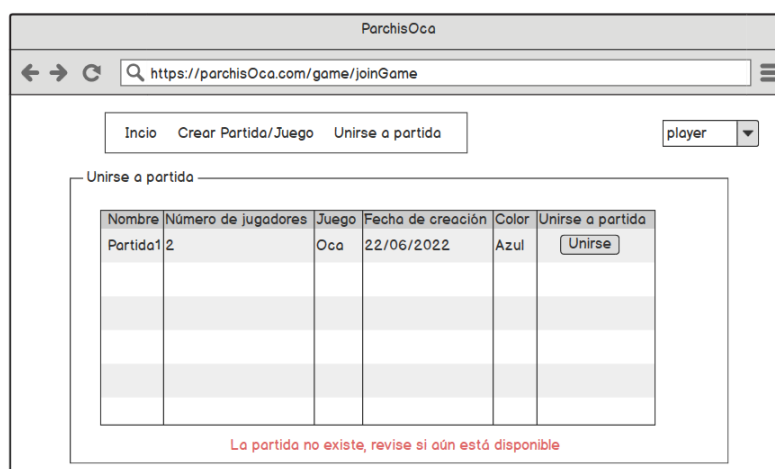 ParchisOca
https://parchisOca.com/game/joinGame
Incio Crear Partida/Juego Unirse a partida
player
Unirse a partida
Nombre Número de jugadores Juego Fecha de creación Color Unirse a partida
Partida1 2 Oca 22/06/2022 Azul Unirse
La partida no existe, revise si aún está disponible